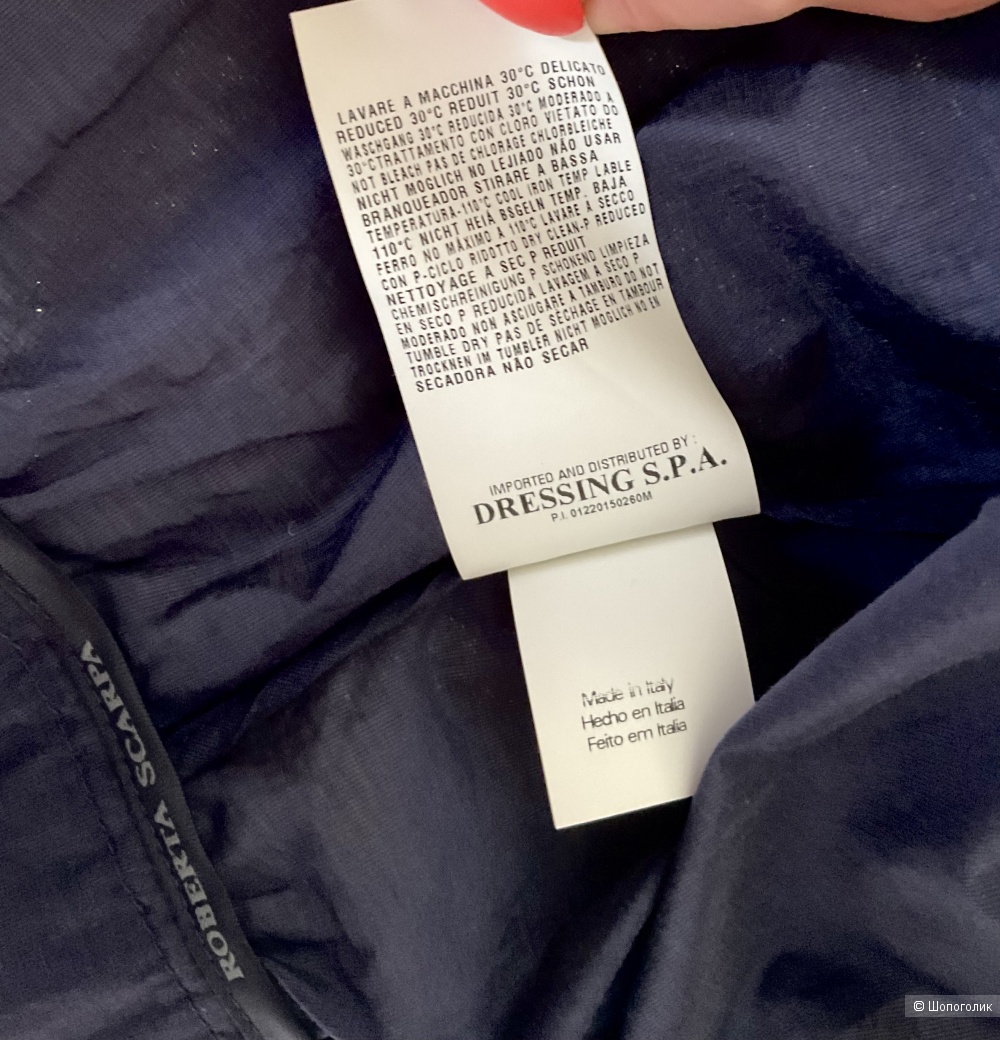 LAVARE A MACCHINA 30°C DELICATO
REDUCED 30°C REDUIT 30°C SCHON
WASCHGANG 30°C REDUCIDA 30°C MODERADO A
30°CTRATTAMENTO CON CLORO VIETATO DO
NOT BLEACH PAS DE CHLORAGE CHLORBLEICHE
NICHT MOGLICH NO LEJIADO NÃO USAR
BRANQUEADOR STIRARE A BASSA
TEMPERATURA-110°C COOL IRON TEMP LABLE
110°C NICHT HEIÁ BSGELN TEMP. BAJA
FERRO NO MÁXIMO A 110°C LAVARE A SECCO
CON P-CICLO RIDOTTO DRY CLEAN-P REDUCED
NETTOYAGE A SEC P REDUIT
CHEMISCHREINIGUNG P SCHONEND LIMPIEZA
EN SECO P REDUCIDA LAVAGEM A SECO P
MODERADO NON ASCIUGARE A TAMBURO DO NOT
TUMBLE DRY PAS DE SÉCHAGE EN TAMBOUR
TROCKNEN IM TUMBLER NICHT MOGLICH NO EN
SECADORA NÃO SECAR
IMPORTED AND DISTRIBUTED BY :
DRESSING S.P.A.
P.I. 01220150260M
Made in Italy
Hecho en Italia
Feito em Italia
ROBERTA SCARPA
© Шопоголик